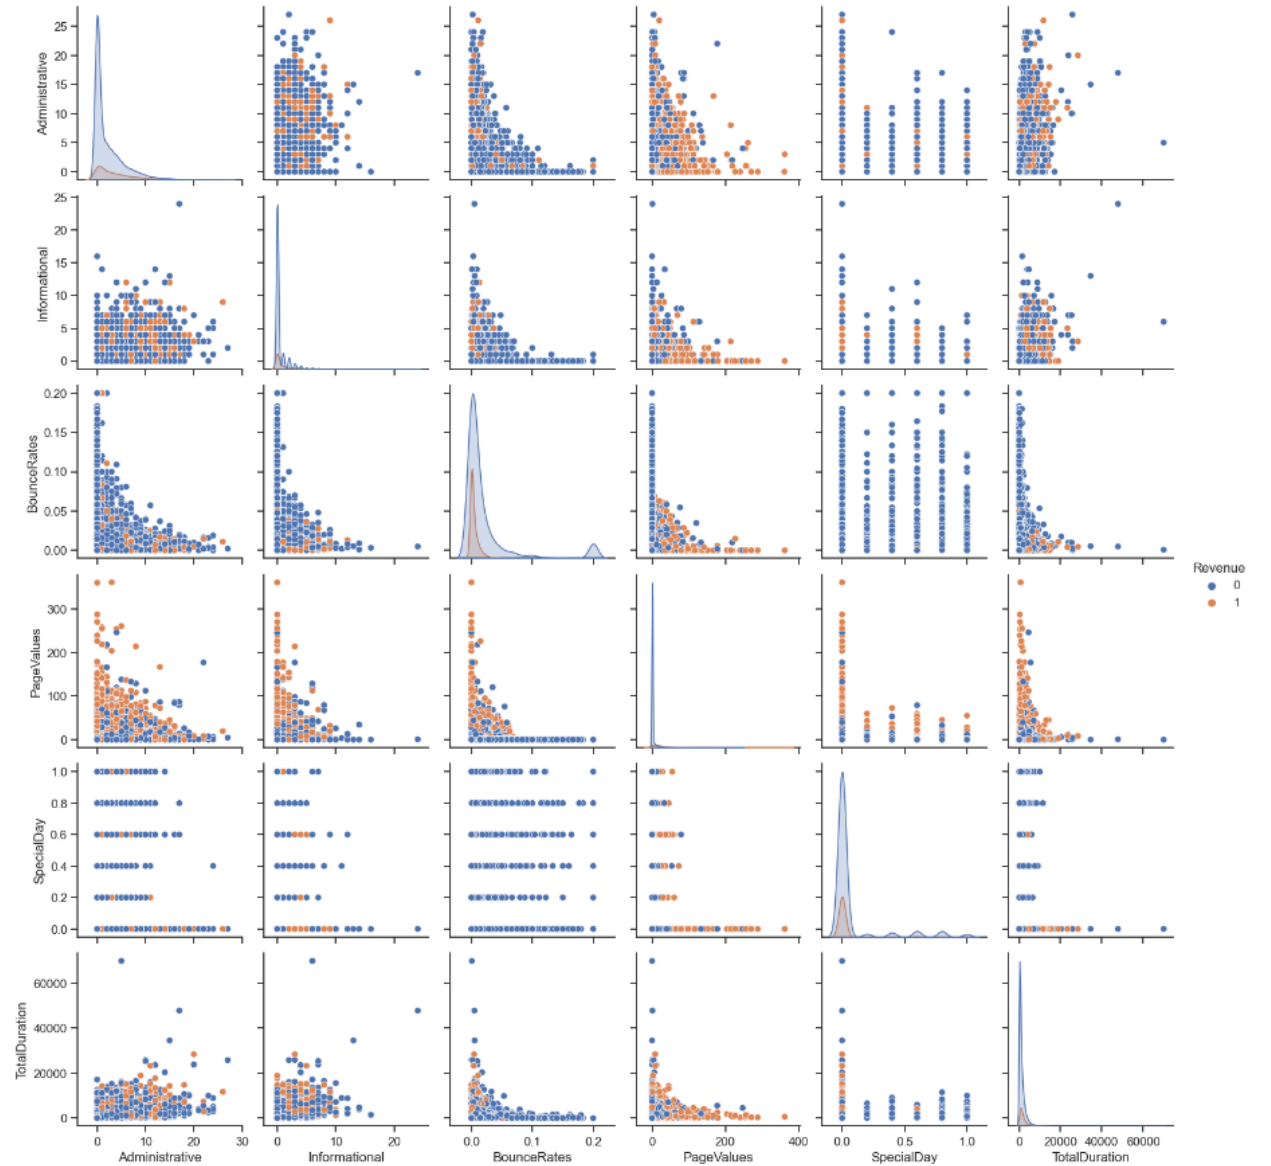 25
20
15
10
5
0
Administrative
25
20
15
10
5
0
Informational
0.20
0.15
0.10
0.05
0.00
BounceRates
Revenue
0
1
300
200
100
0
PageValues
1.0
0.8
0.6
0.4
0.2
0.0
SpecialDay
60000
40000
20000
0
TotalDuration
0 10 20 30
0 10 20
0.0 0.1 0.2
0 200 400
0.0 0.5 1.0
0 20000 40000 60000
Administrative
Informational
BounceRates
PageValues
SpecialDay
TotalDuration